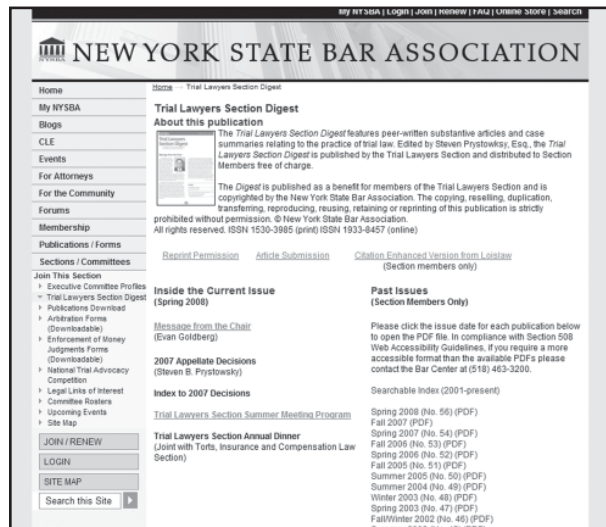 My NYSBA | Login | Join | Renew | FAQ | Online Store | Search
NYSBA
NEW YORK STATE BAR ASSOCIATION
Home
My NYSBA
Blogs
CLE
Events
For Attorneys
For the Community
Forums
Membership
Publications / Forms
Sections / Committees
Join This Section
Executive Committee Profiles
Trial Lawyers Section Digest
Publications Download
Arbitration Forms
(Downloadable)
Enforcement of Money
Judgments Forms
(Downloadable)
National Trial Advocacy
Competition
Legal Links of Interest
Committee Rosters
Upcoming Events
Site Map
JOIN / RENEW
LOGIN
SITE MAP
Search this Site
Home → Trial Lawyers Section Digest
Trial Lawyers Section Digest
About this publication
The Trial Lawyers Section Digest features peer-written substantive articles and case
summaries relating to the practice of trial law. Edited by Steven Prystowsky, Esq., the Trial
Lawyers Section Digest is published by the Trial Lawyers Section and distributed to Section
Members free of charge.
The Digest is published as a benefit for members of the Trial Lawyers Section and is
copyrighted by the New York State Bar Association. The copying, reselling, duplication,
transferring, reproducing, reusing, retaining or reprinting of this publication is strictly
prohibited without permission. © New York State Bar Association.
All rights reserved. ISSN 1530-3985 (print) ISSN 1933-8457 (online)
Reprint Permission Article Submission Citation Enhanced Version from Loislaw
(Section members only)
Inside the Current Issue
(Spring 2008)
Message from the Chair
(Evan Goldberg)
2007 Appellate Decisions
(Steven B. Prystowsky)
Index to 2007 Decisions
Trial Lawyers Section Summer Meeting Program
Trial Lawyers Section Annual Dinner
(Joint with Torts, Insurance and Compensation Law
Section)
Past Issues
(Section Members Only)
Please click the issue date for each publication below
to open the PDF file. In compliance with Section 508
Web Accessibility Guidelines, if you require a more
accessible format than the available PDFs please
contact the Bar Center at (518) 463-3200.
Searchable Index (2001-present)
Spring 2008 (No. 56) (PDF)
Fall 2007 (PDF)
Spring 2007 (No. 54) (PDF)
Fall 2006 (No. 53) (PDF)
Spring 2006 (No. 52) (PDF)
Fall 2005 (No. 51) (PDF)
Summer 2005 (No. 50) (PDF)
Summer 2004 (No. 49) (PDF)
Winter 2003 (No. 48) (PDF)
Spring 2003 (No. 47) (PDF)
Fall/Winter 2002 (No. 46) (PDF)